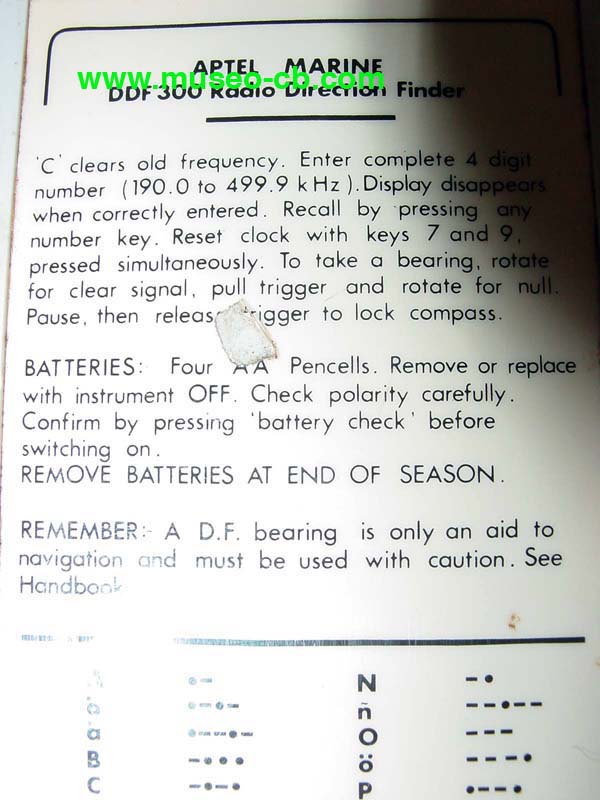 APTEL MARINE
www.museo-cb.com
DDF 300 Radio Direction Finder
'C' clears old frequency. Enter complete 4 digit
number (190.0 to 499.9 kHz). Display disappears
when correctly entered. Recall by pressing any
number key. Reset clock with keys 7 and 9,
pressed simultaneously. To take a bearing, rotate
for clear signal, pull trigger and rotate for null.
Pause, then release trigger to lock compass.
BATTERIES: Four AA Pencells. Remove or replace
with instrument OFF. Check polarity carefully.
Confirm by pressing 'battery check' before
switching on.
REMOVE BATTERIES AT END OF SEASON.
REMEMBER:- A D.F. bearing is only an aid to
navigation and must be used with caution. See
Handbook
A •– N –•
ñ ––•––
O –––
B –••• ö –––•
C –•–• P •––•